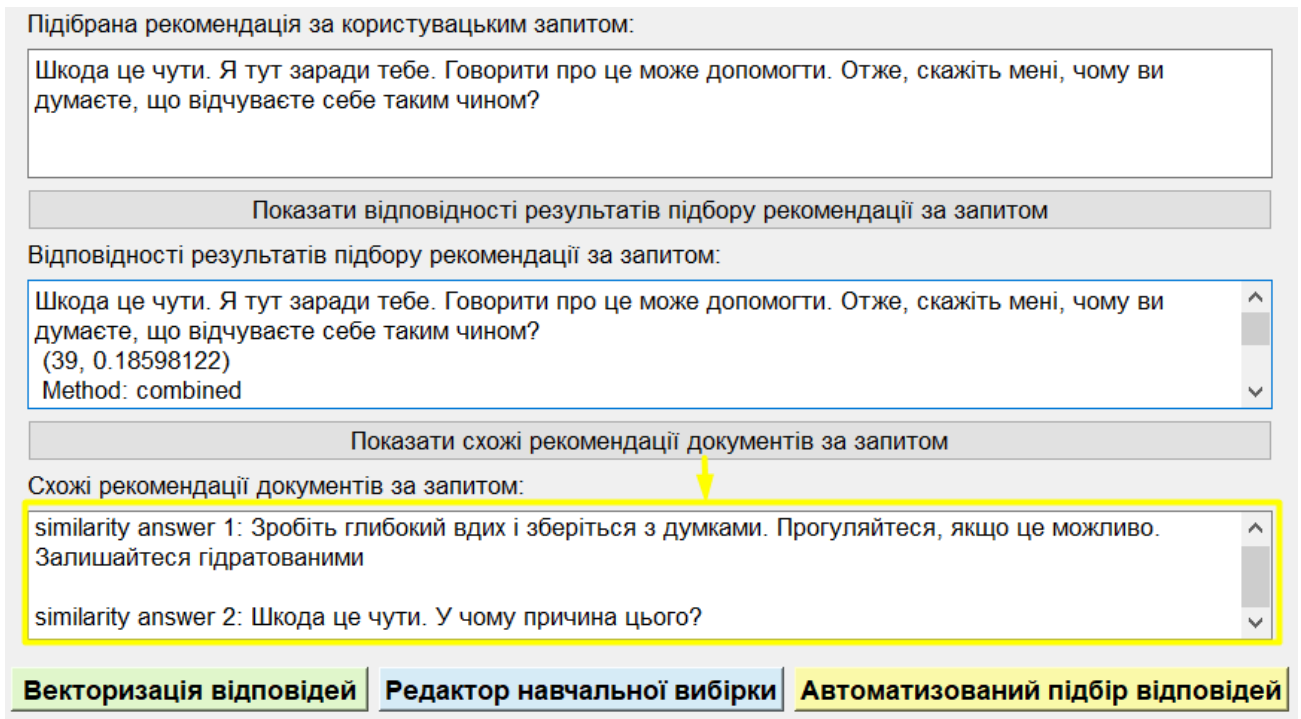 Підібрана рекомендація за користувацьким запитом:
Шкода це чути. Я тут заради тебе. Говорити про це може допомогти. Отже, скажіть мені, чому ви
думаєте, що відчуваєте себе таким чином?
Показати відповідності результатів підбору рекомендації за запитом
Відповідності результатів підбору рекомендації за запитом:
Шкода це чути. Я тут заради тебе. Говорити про це може допомогти. Отже, скажіть мені, чому ви
думаєте, що відчуваєте себе таким чином?
(39, 0.18598122)
Method: combined
Показати схожі рекомендації документів за запитом
Схожі рекомендації документів за запитом:
similarity answer 1: Зробіть глибокий вдих і зберіться з думками. Прогуляйтеся, якщо це можливо.
Залишайтеся гідратованими
similarity answer 2: Шкода це чути. У чому причина цього?
Векторизація відповідей Редактор навчальної вибірки Автоматизований підбір відповідей